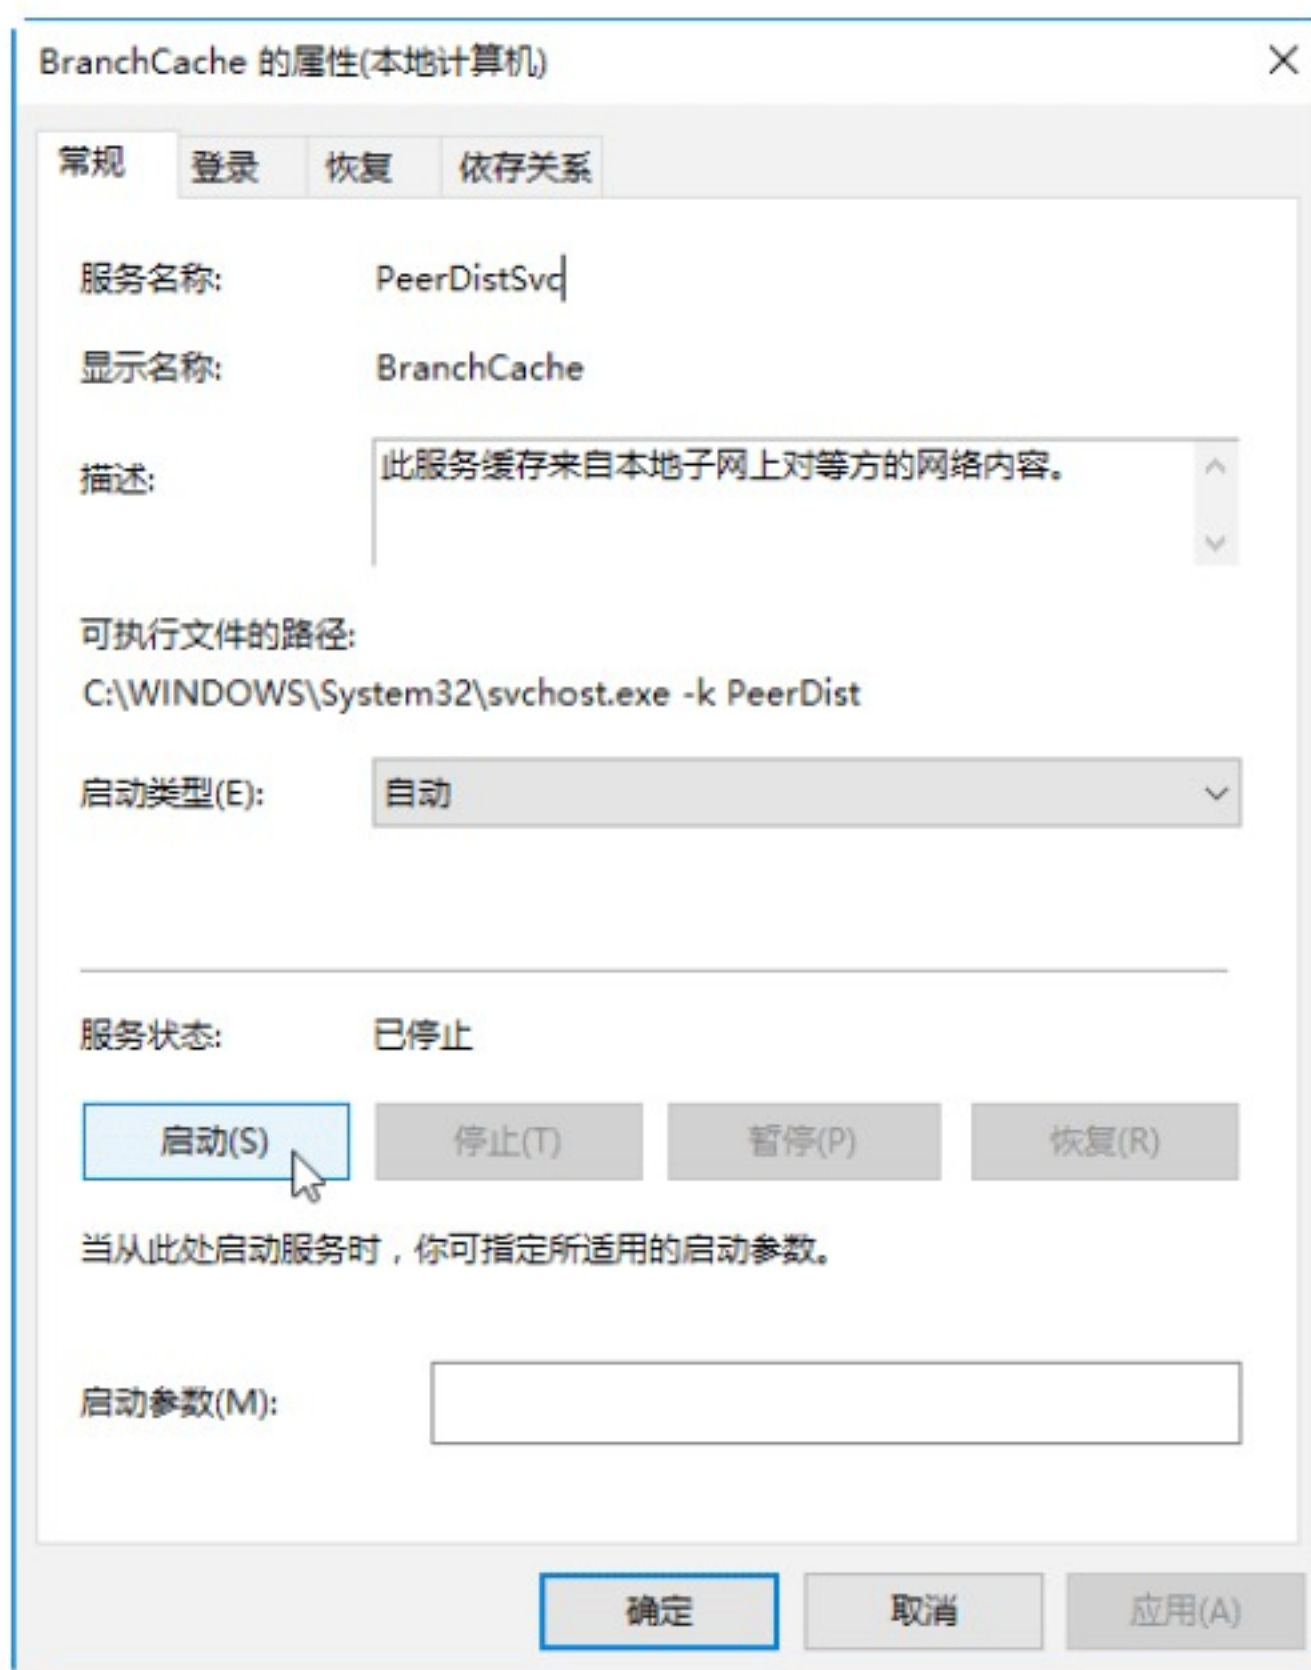 BranchCache 的属性(本地计算机)
常规 登录 恢复 依存关系
服务名称: PeerDistSvc
显示名称: BranchCache
描述: 此服务缓存来自本地子网上对等方的网络内容。
可执行文件的路径:
C:\WINDOWS\System32\svchost.exe -k PeerDist
启动类型(E): 自动
服务状态: 已停止
启动(S) 停止(T) 暂停(P) 恢复(R)
当从此处启动服务时，你可指定所适用的启动参数。
启动参数(M):
确定 取消 应用(A)